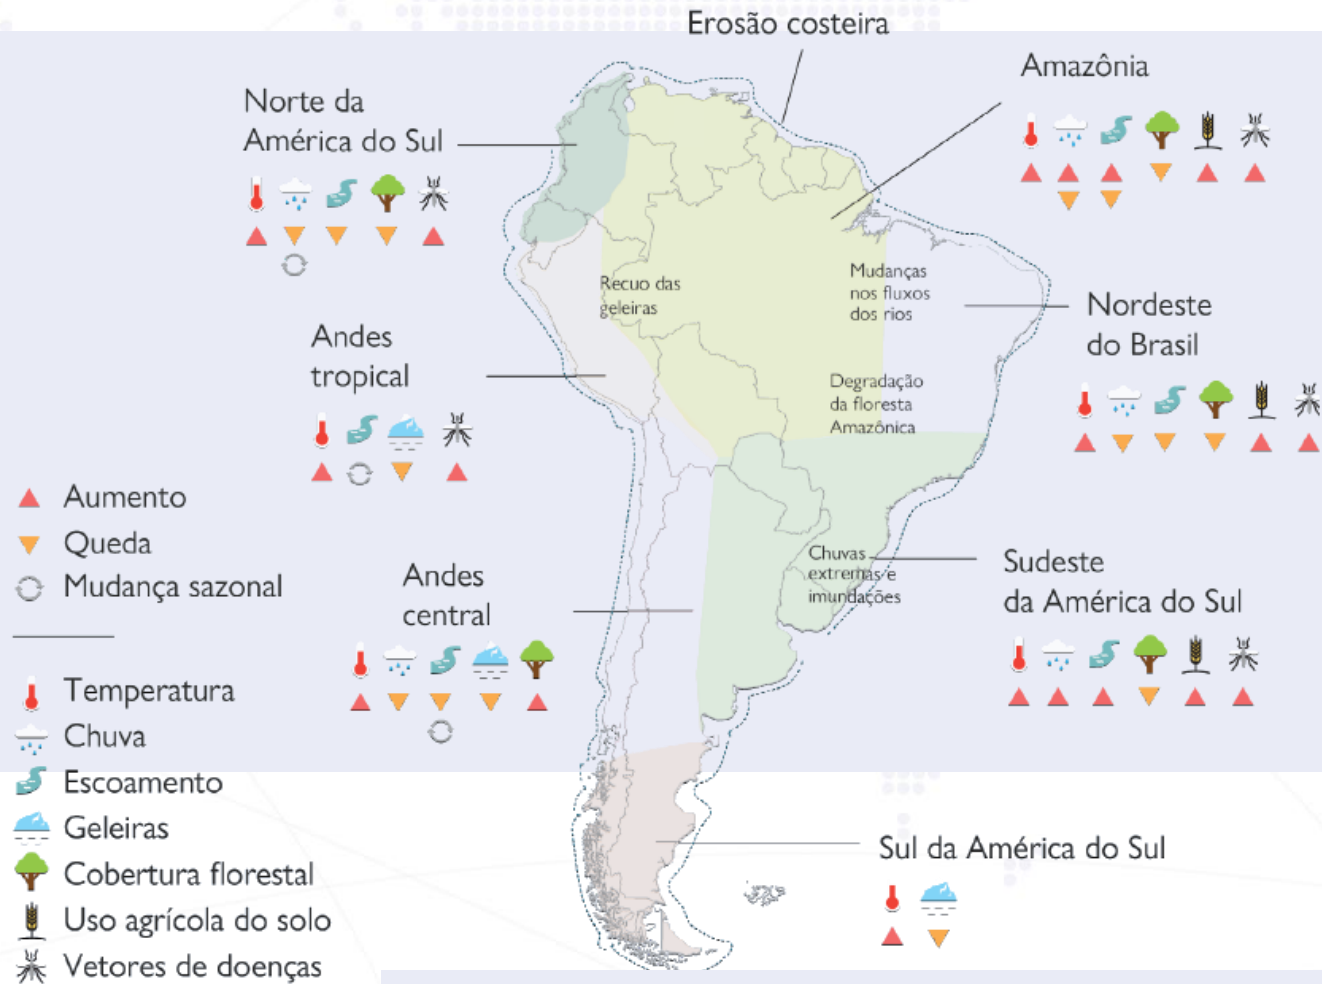 Erosão costeira
Norte da
América do Sul
Amazônia
Recuo das
geleiras
Mudanças
nos fluxos
dos rios
Nordeste
do Brasil
Andes
tropical
Degradação
da floresta
Amazônica
Aumento
Queda
Mudança sazonal
Andes
central
Chuvas
extremas e
imundações
Sudeste
da América do Sul
Temperatura
Chuva
Escoamento
Geleiras
Cobertura florestal
Uso agrícola do solo
Vetores de doenças
Sul da América do Sul